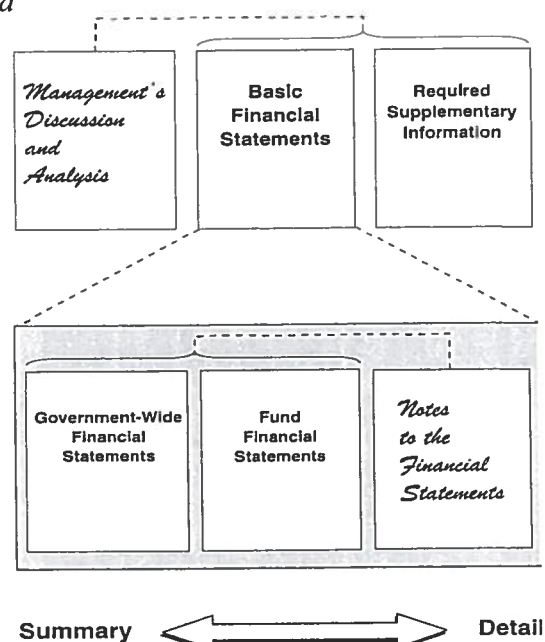 Management's
Discussion
and
Analysis
Basic
Financial
Statements
Required
Supplementary
Information
Government-Wide
Financial
Statements
Fund
Financial
Statements
Notes
to the
Financial
Statements
Summary
Detail